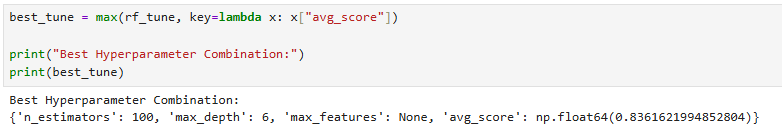 best_tune = max(rf_tune, key=lambda x: x["avg_score"])
print("Best Hyperparameter Combination:")
print(best_tune)
Best Hyperparameter Combination:
{'n_estimators': 100, 'max_depth': 6, 'max_features': None, 'avg_score': np.float64(0.8361621994852804)}